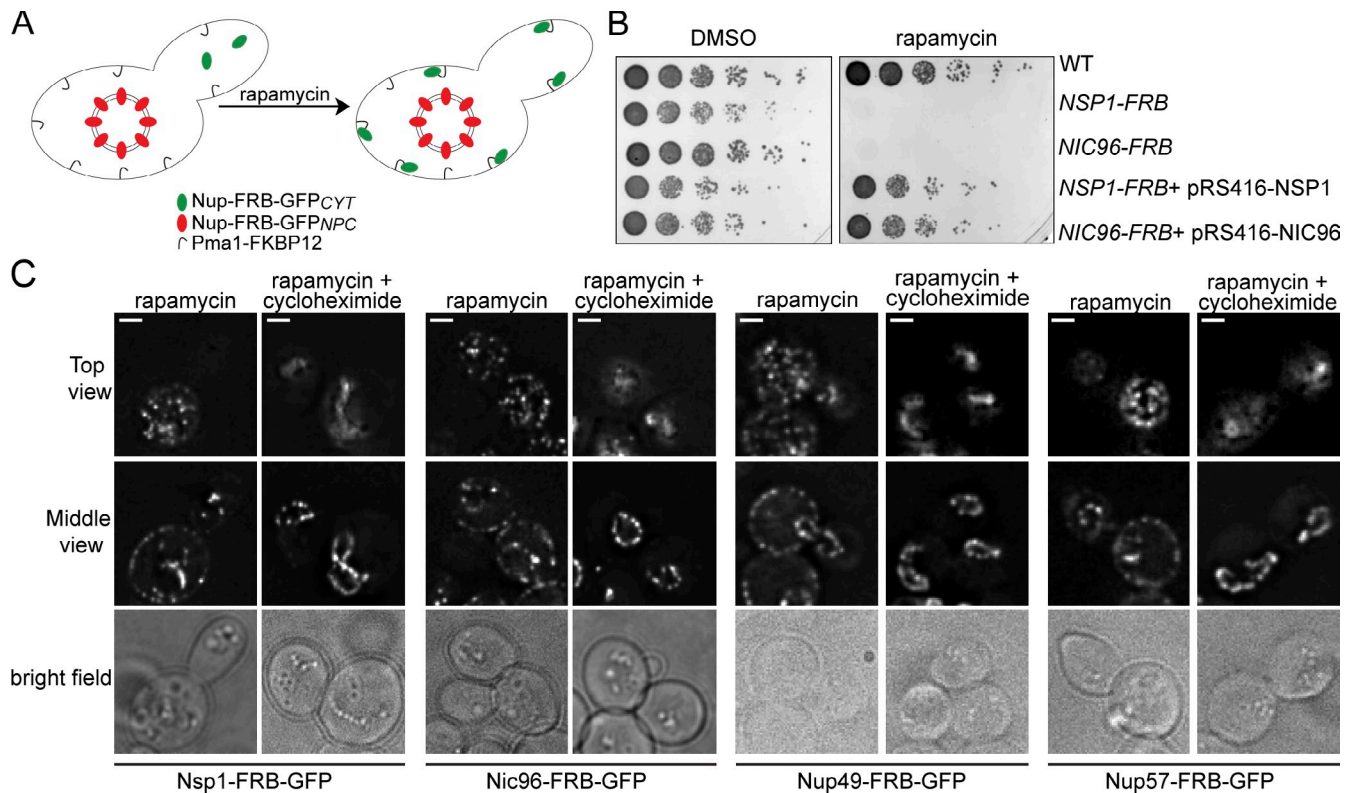 A
rapamycin
Nup-FRB-GFPCYT
Nup-FRB-GFPNPC
Pma1-FKBP12
B
DMSO
rapamycin
WT
NSP1-FRB
NIC96-FRB
NSP1-FRB+ pRS416-NSP1
NIC96-FRB+ pRS416-NIC96
C
rapamycin
rapamycin +
cycloheximide
rapamycin
rapamycin +
cycloheximide
rapamycin
rapamycin +
cycloheximide
rapamycin
rapamycin +
cycloheximide
Top
view
Middle
view
bright field
Nsp1-FRB-GFP
Nic96-FRB-GFP
Nup49-FRB-GFP
Nup57-FRB-GFP